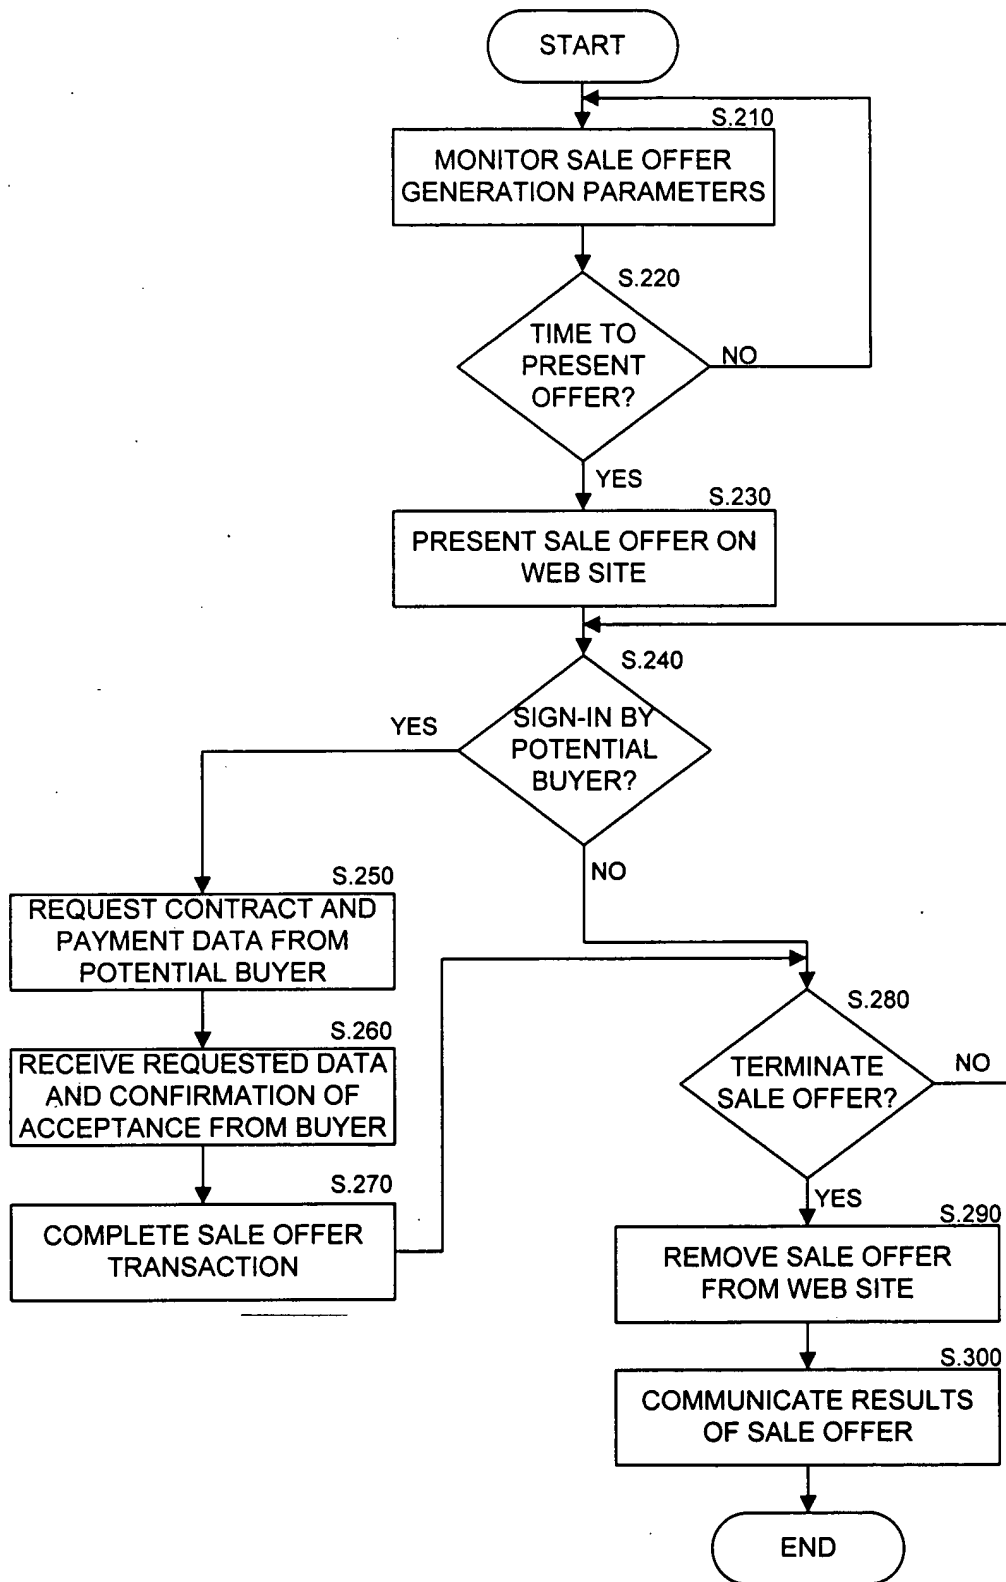 START
S.210
MONITOR SALE OFFER
GENERATION PARAMETERS
S.220
TIME TO
PRESENT
OFFER?
NO
YES
S.230
PRESENT SALE OFFER ON
WEB SITE
S.240
SIGN-IN BY
POTENTIAL
BUYER?
YES
NO
S.250
REQUEST CONTRACT AND
PAYMENT DATA FROM
POTENTIAL BUYER
S.260
RECEIVE REQUESTED DATA
AND CONFIRMATION OF
ACCEPTANCE FROM BUYER
S.270
COMPLETE SALE OFFER
TRANSACTION
S.280
TERMINATE
SALE OFFER?
NO
YES
S.290
REMOVE SALE OFFER
FROM WEB SITE
S.300
COMMUNICATE RESULTS
OF SALE OFFER
END